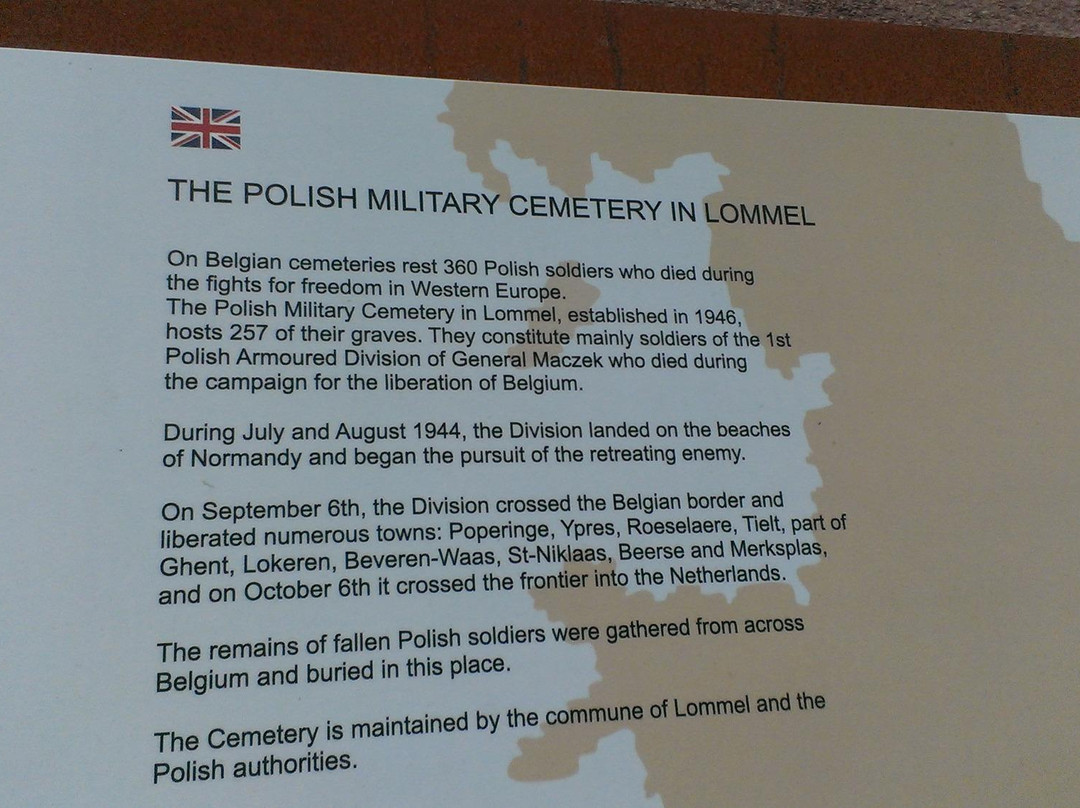 THE POLISH MILITARY CEMETERY IN LOMMEL
On Belgian cemeteries rest 360 Polish soldiers who died during
the fights for freedom in Western Europe.
The Polish Military Cemetery in Lommel, established in 1946,
hosts 257 of their graves. They constitute mainly soldiers of the 1st
Polish Armoured Division of General Maczek who died during
the campaign for the liberation of Belgium.
During July and August 1944, the Division landed on the beaches
of Normandy and began the pursuit of the retreating enemy.
On September 6th, the Division crossed the Belgian border and
liberated numerous towns: Poperinge, Ypres, Roeselaere, Tielt, part of
Ghent, Lokeren, Beveren-Waas, St-Niklaas, Beerse and Merksplas,
and on October 6th it crossed the frontier into the Netherlands.
The remains of fallen Polish soldiers were gathered from across
Belgium and buried in this place.
The Cemetery is maintained by the commune of Lommel and the
Polish authorities.